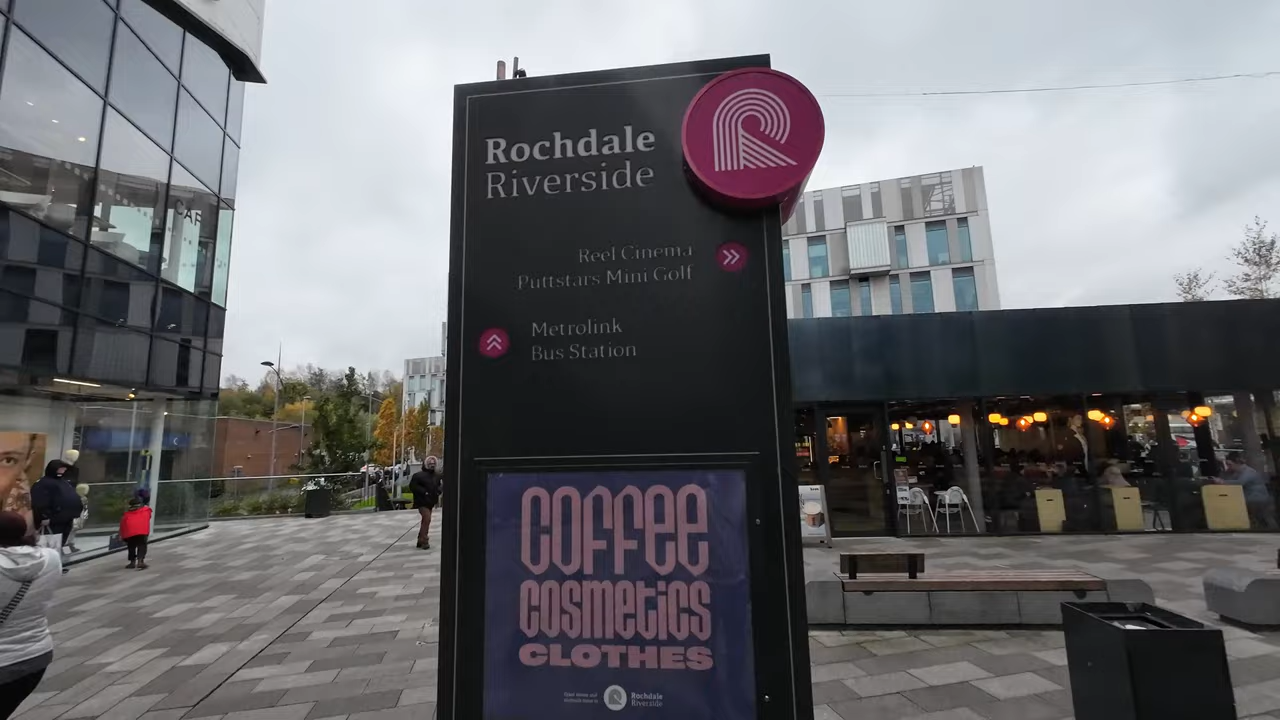 Rochdale
Riverside
Reel Cinema
Puttstars Mini Golf
Metrolink
Bus Station
COFFEE
COSMETICS
CLOTHES
Rochdale
Riverside